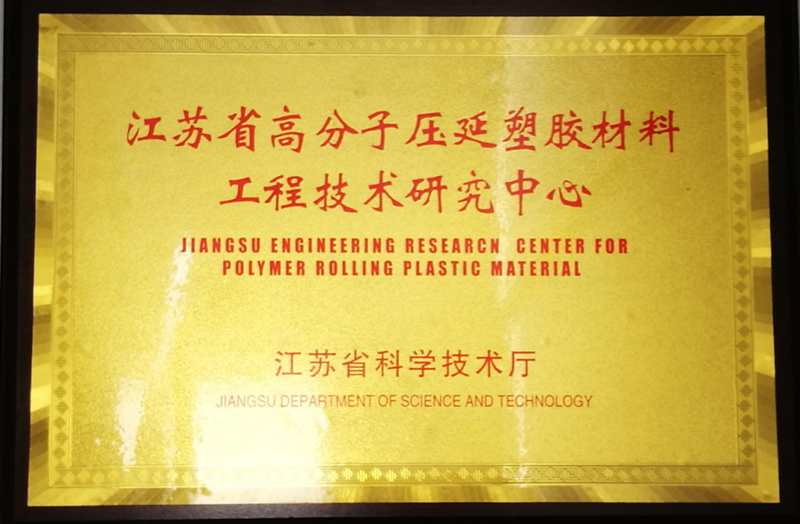 江苏省高分子压延塑胶材料
工程技术研究中心
JIANGSU ENGINEERING RESEARCN CENTER FOR
POLYMER ROLLING PLASTIC MATERIAL
江苏省科学技术厅
JIANGSU DEPARTMENT OF SCIENCE AND TECHNOLOGY